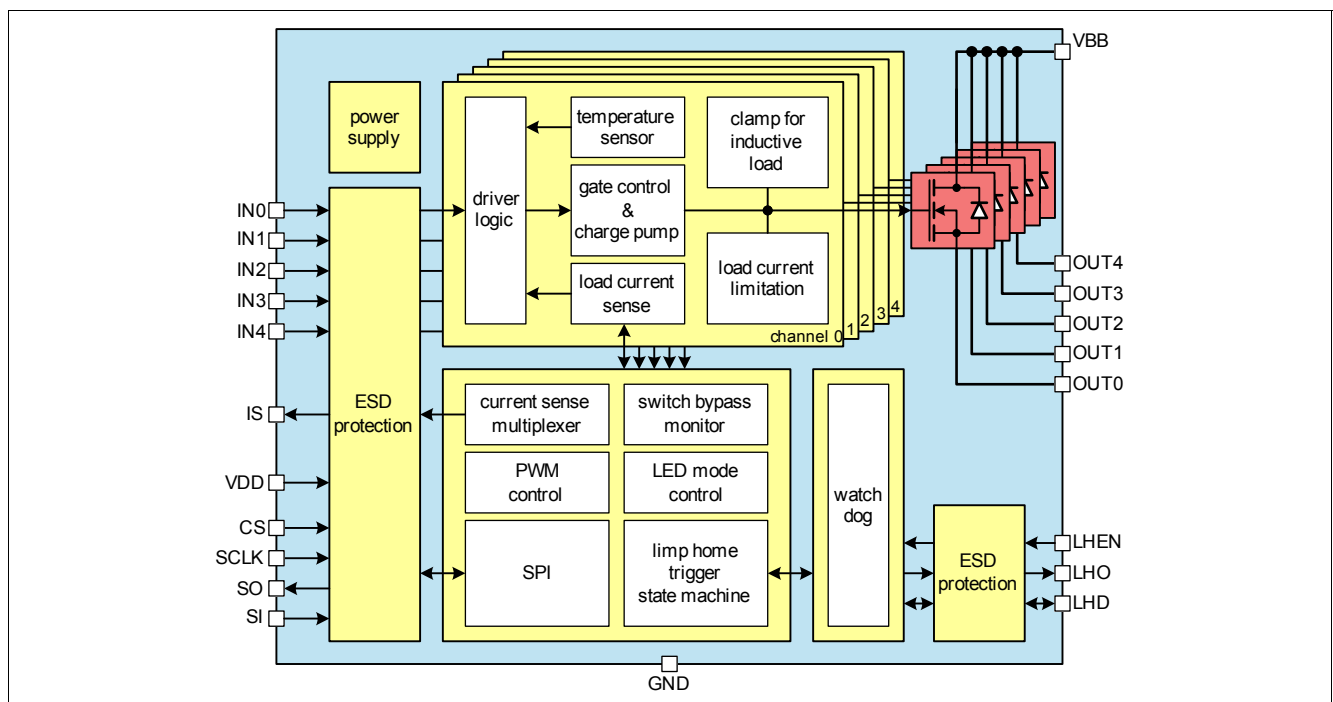 VBB
power
supply
temperature
sensor
clamp for
inductive
load
driver
logic
gate control
&
charge pump
load current
sense
load current
limitation
channel 0
1
2
3
4
IN0
IN1
IN2
IN3
IN4
OUT4
OUT3
OUT2
OUT1
OUT0
ESD
protection
IS
VDD
CS
SCLK
SO
SI
current sense
multiplexer
switch bypass
monitor
PWM
control
LED mode
control
SPI
limp home
trigger
state machine
watch
dog
ESD
protection
LHEN
LHO
LHD
GND